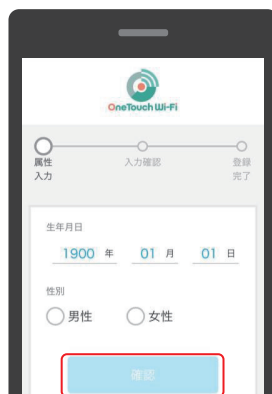 OneTouch Wi-Fi
属性
入力
入力確認
登録
完了
生年月日
1900 年 01 月 01 日
性別
男性 女性
確認